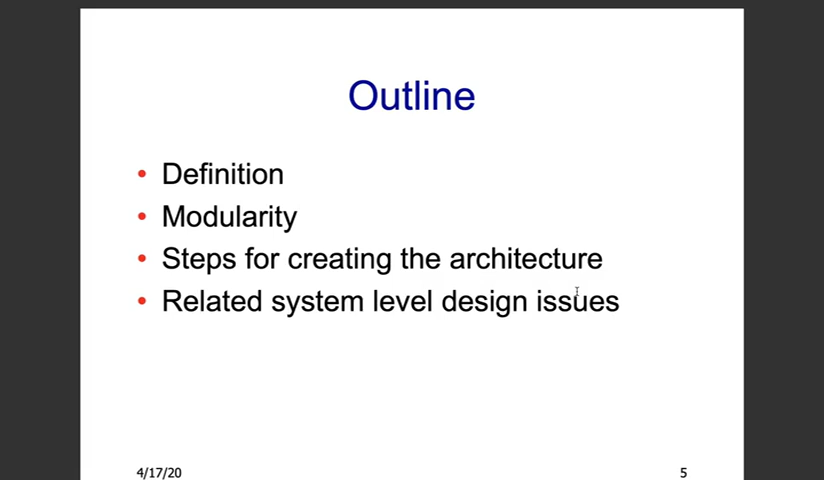 Outline
• Definition
• Modularity
• Steps for creating the architecture
• Related system level design issues
4/17/20
5